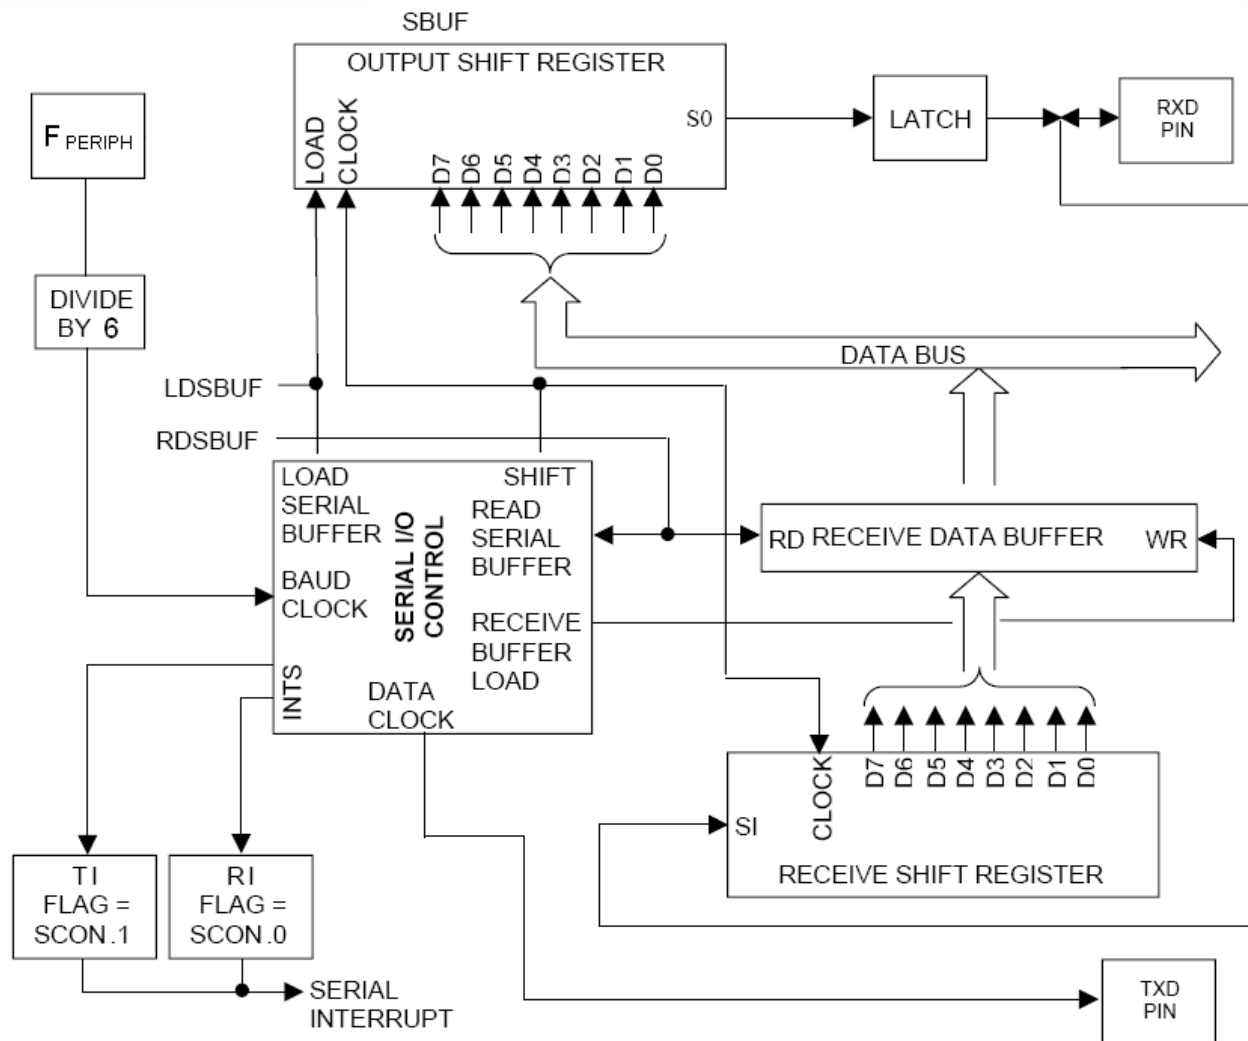 SBUF
OUTPUT SHIFT REGISTER
LOAD
CLOCK
D7
D6
D5
D4
D3
D2
D1
D0
S0
LATCH
RXD
PIN
F PERIPH
DIVIDE
BY 6
DATA BUS
LDSBUF
RDSBUF
LOAD
SERIAL
BUFFER
SHIFT
READ
SERIAL
BUFFER
SERIAL I/O
CONTROL
BAUD
CLOCK
RECEIVE
BUFFER
LOAD
INTS
DATA
CLOCK
RD RECEIVE DATA BUFFER WR
CLOCK
D7
D6
D5
D4
D3
D2
D1
D0
SI
RECEIVE SHIFT REGISTER
TI
FLAG =
SCON.1
RI
FLAG =
SCON.0
SERIAL
INTERRUPT
TXD
PIN